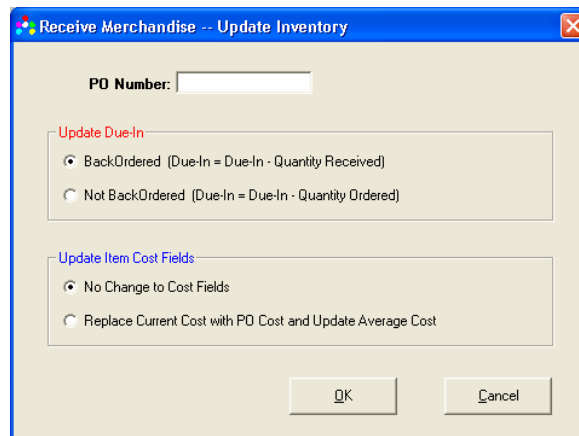 Receive Merchandise -- Update Inventory
PO Number:
Update Due-In
BackOrdered (Due-In = Due-In - Quantity Received)
Not BackOrdered (Due-In = Due-In - Quantity Ordered)
Update Item Cost Fields
No Change to Cost Fields
Replace Current Cost with PO Cost and Update Average Cost
OK Cancel